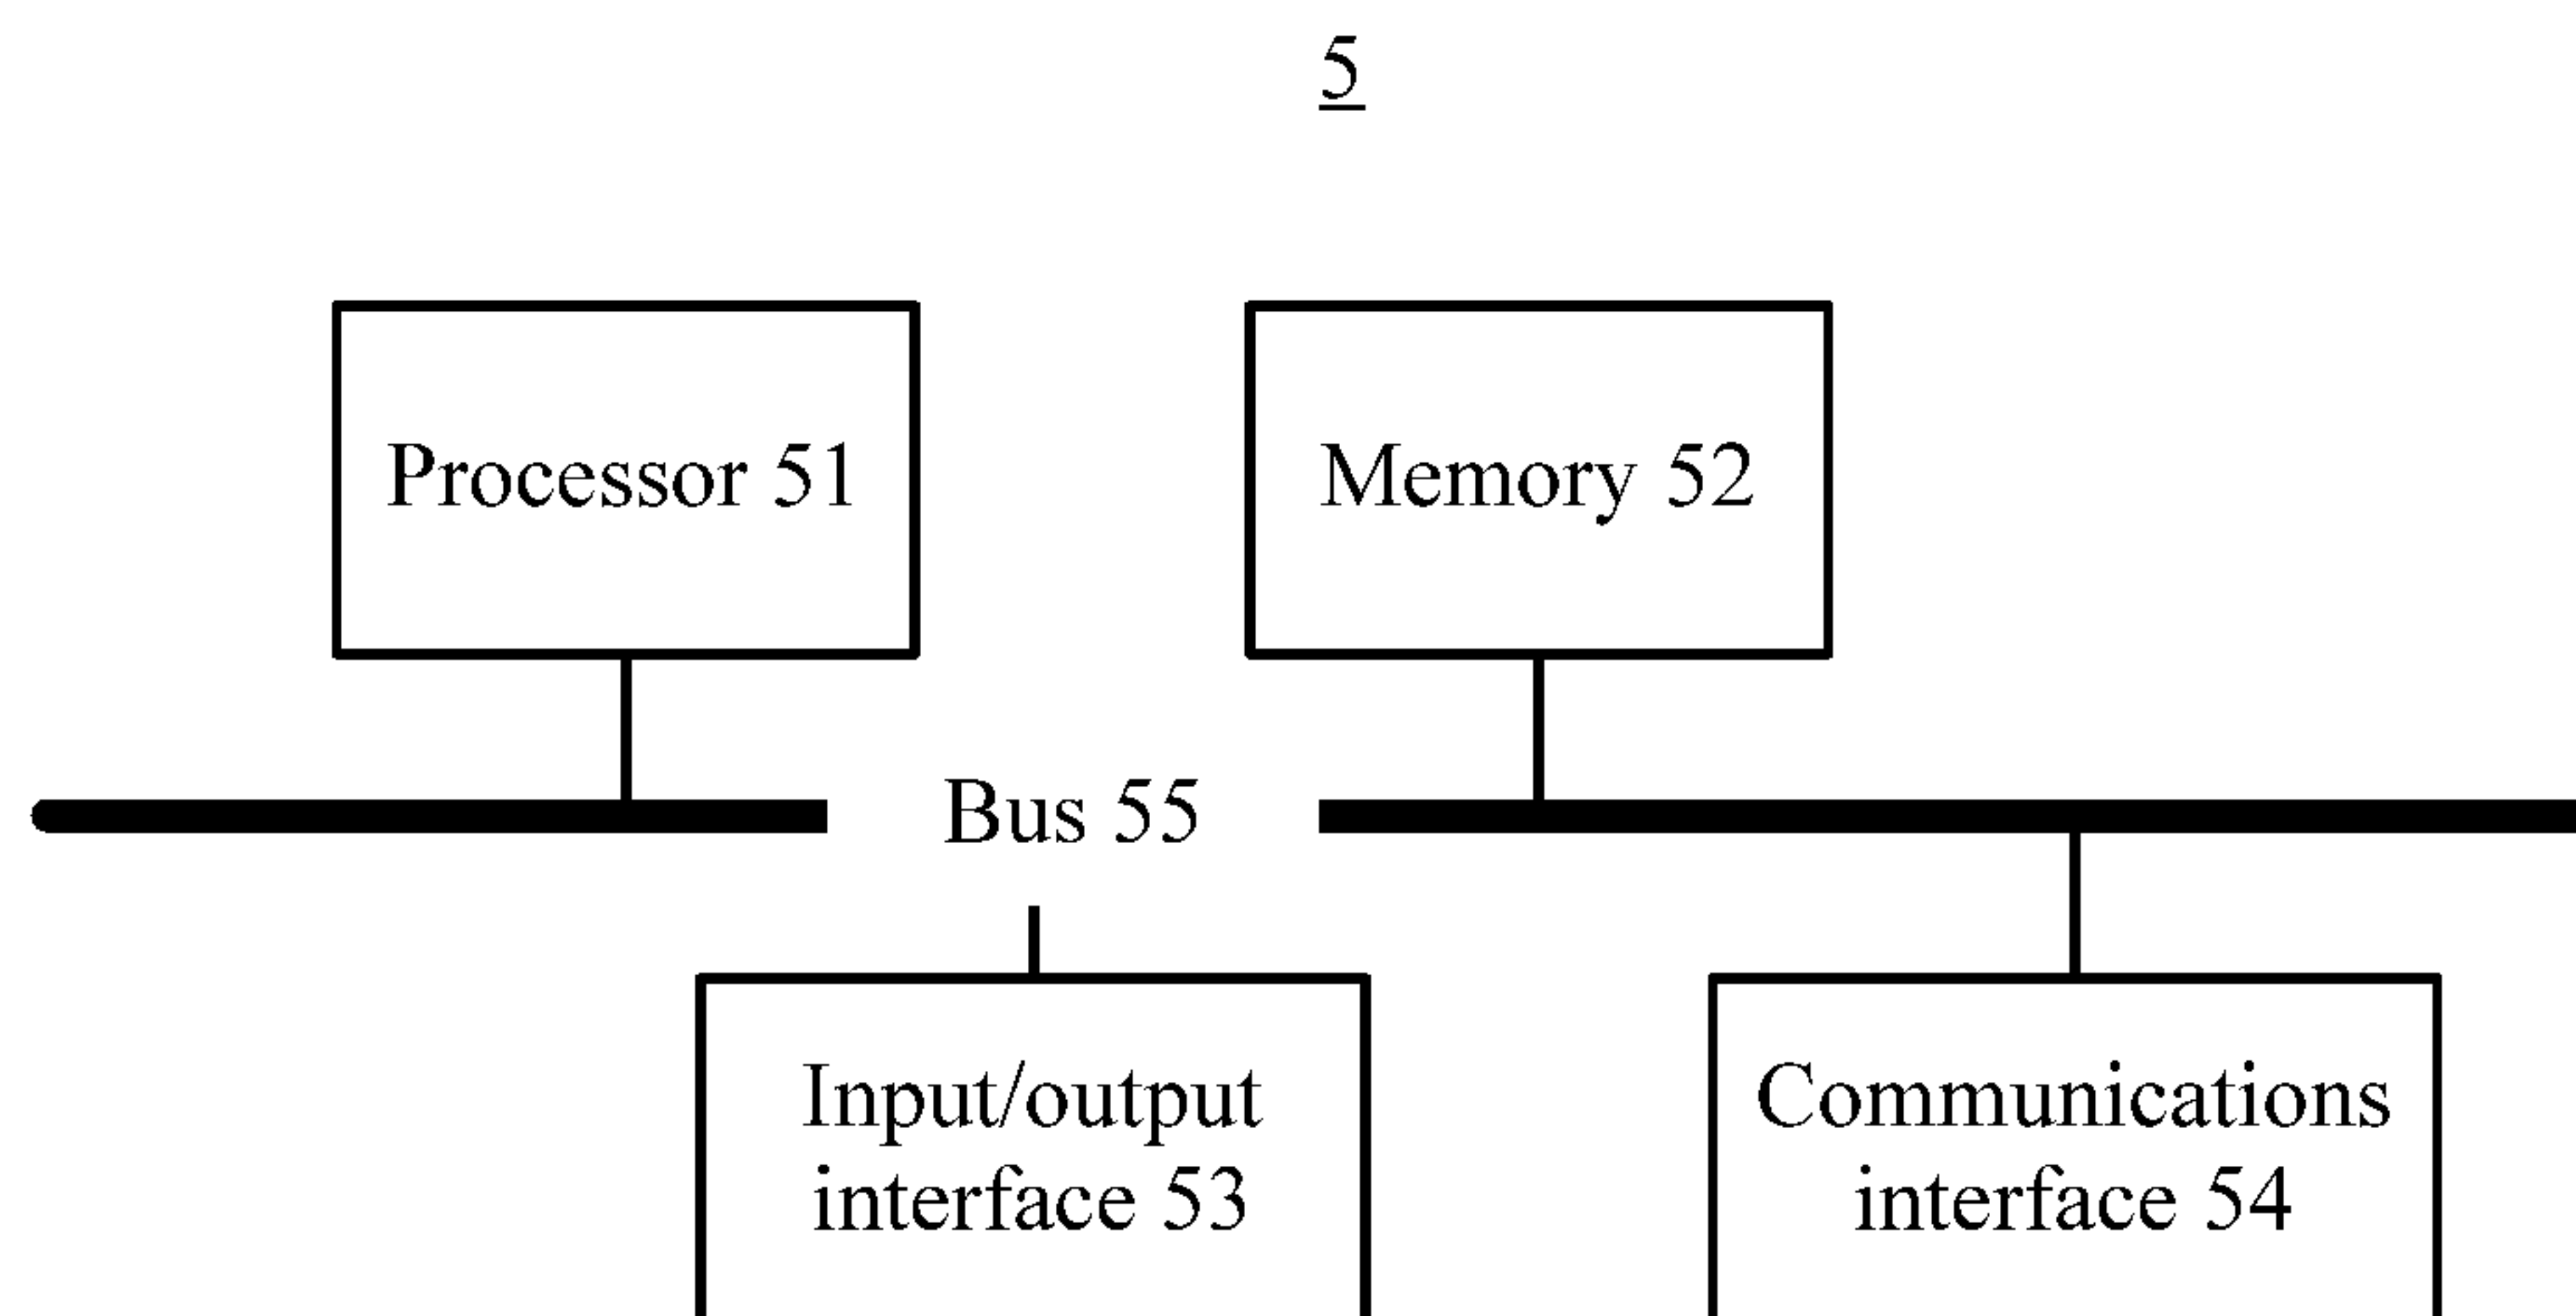 5
Processor 51
Memory 52
Bus 55
Input/output
interface 53
Communications
interface 54